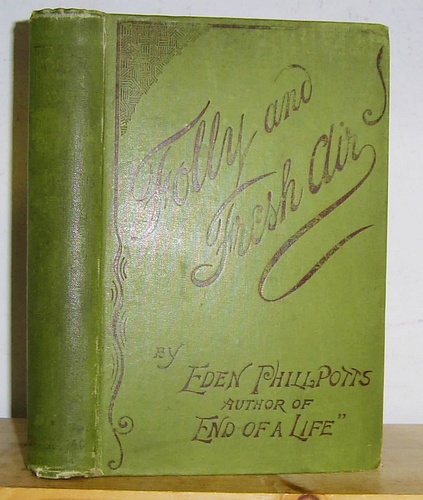 Folly and
Fresh Air
BY
EDEN PHILLPOTTS
AUTHOR OF
END OF A LIFE"